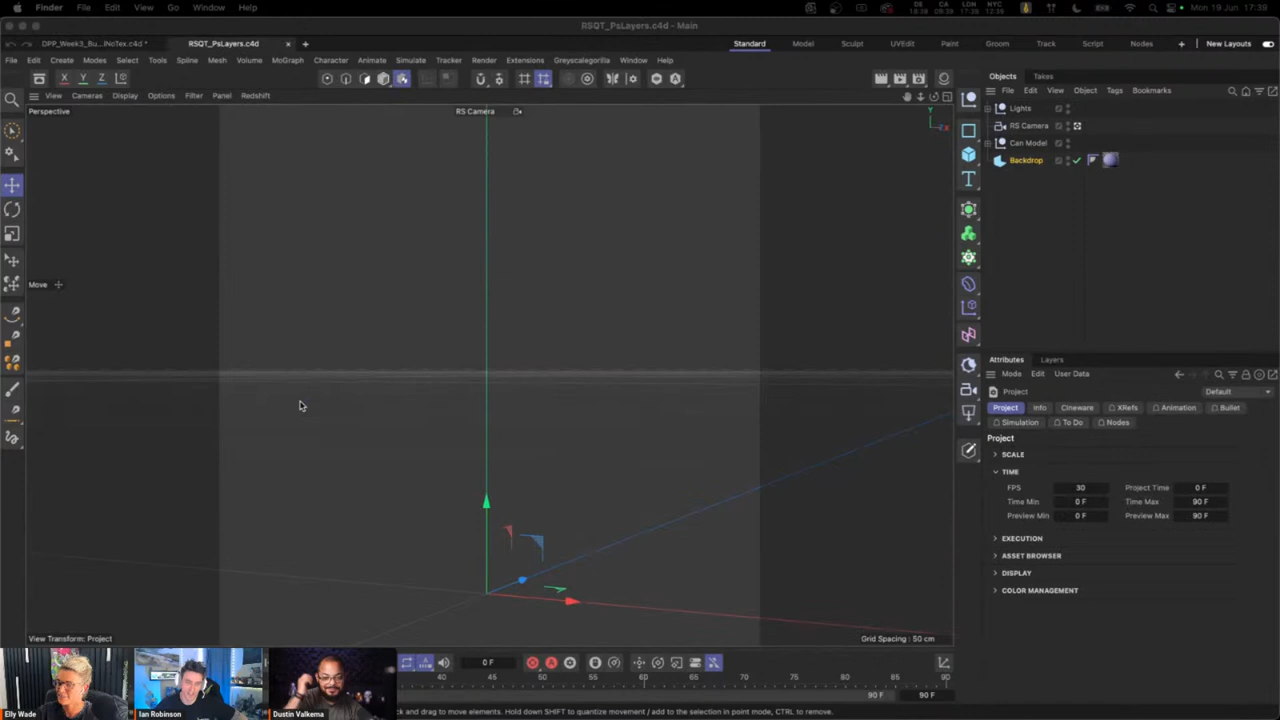 Finder File Edit View Go Window Help
DE CA LDN NYC
Mon 19 Jun 17:39
RSQT_PsLayers.c4d - Main
DPP_Week3_Bu...lNoTex.c4d *
RSQT_PsLayers.c4d
Standard Model Sculpt UVEdit Paint Groom Track Script Nodes New Layouts
File Edit Create Modes Select Tools Spline Mesh Volume MoGraph Character Animate Simulate Tracker Render Extensions Greyscalegorilla Window Help
X Y Z
View Cameras Display Options Filter Panel Redshift
Perspective
RS Camera
Y
Move
View Transform: Project
Grid Spacing : 50 cm
Objects Takes
File Edit View Object Tags Bookmarks
Lights
RS Camera
Can Model
Backdrop
Attributes Layers
Mode Edit User Data
Project
Default
Project Info Cineware XRefs Animation Bullet
Simulation To Do Nodes
Project
SCALE
TIME
FPS 30 Project Time 0 F
Time Min 0 F Time Max 90 F
Preview Min 0 F Preview Max 90 F
EXECUTION
ASSET BROWSER
DISPLAY
COLOR MANAGEMENT
0 F
40 45 50 55 60 65 70 75 80 85 90
90 F 90 F
Elly Wade
Ian Robinson
Dustin Valkema
ck and drag to move elements. Hold down SHIFT to quantize movement / add to the selection in point mode, CTRL to remove.